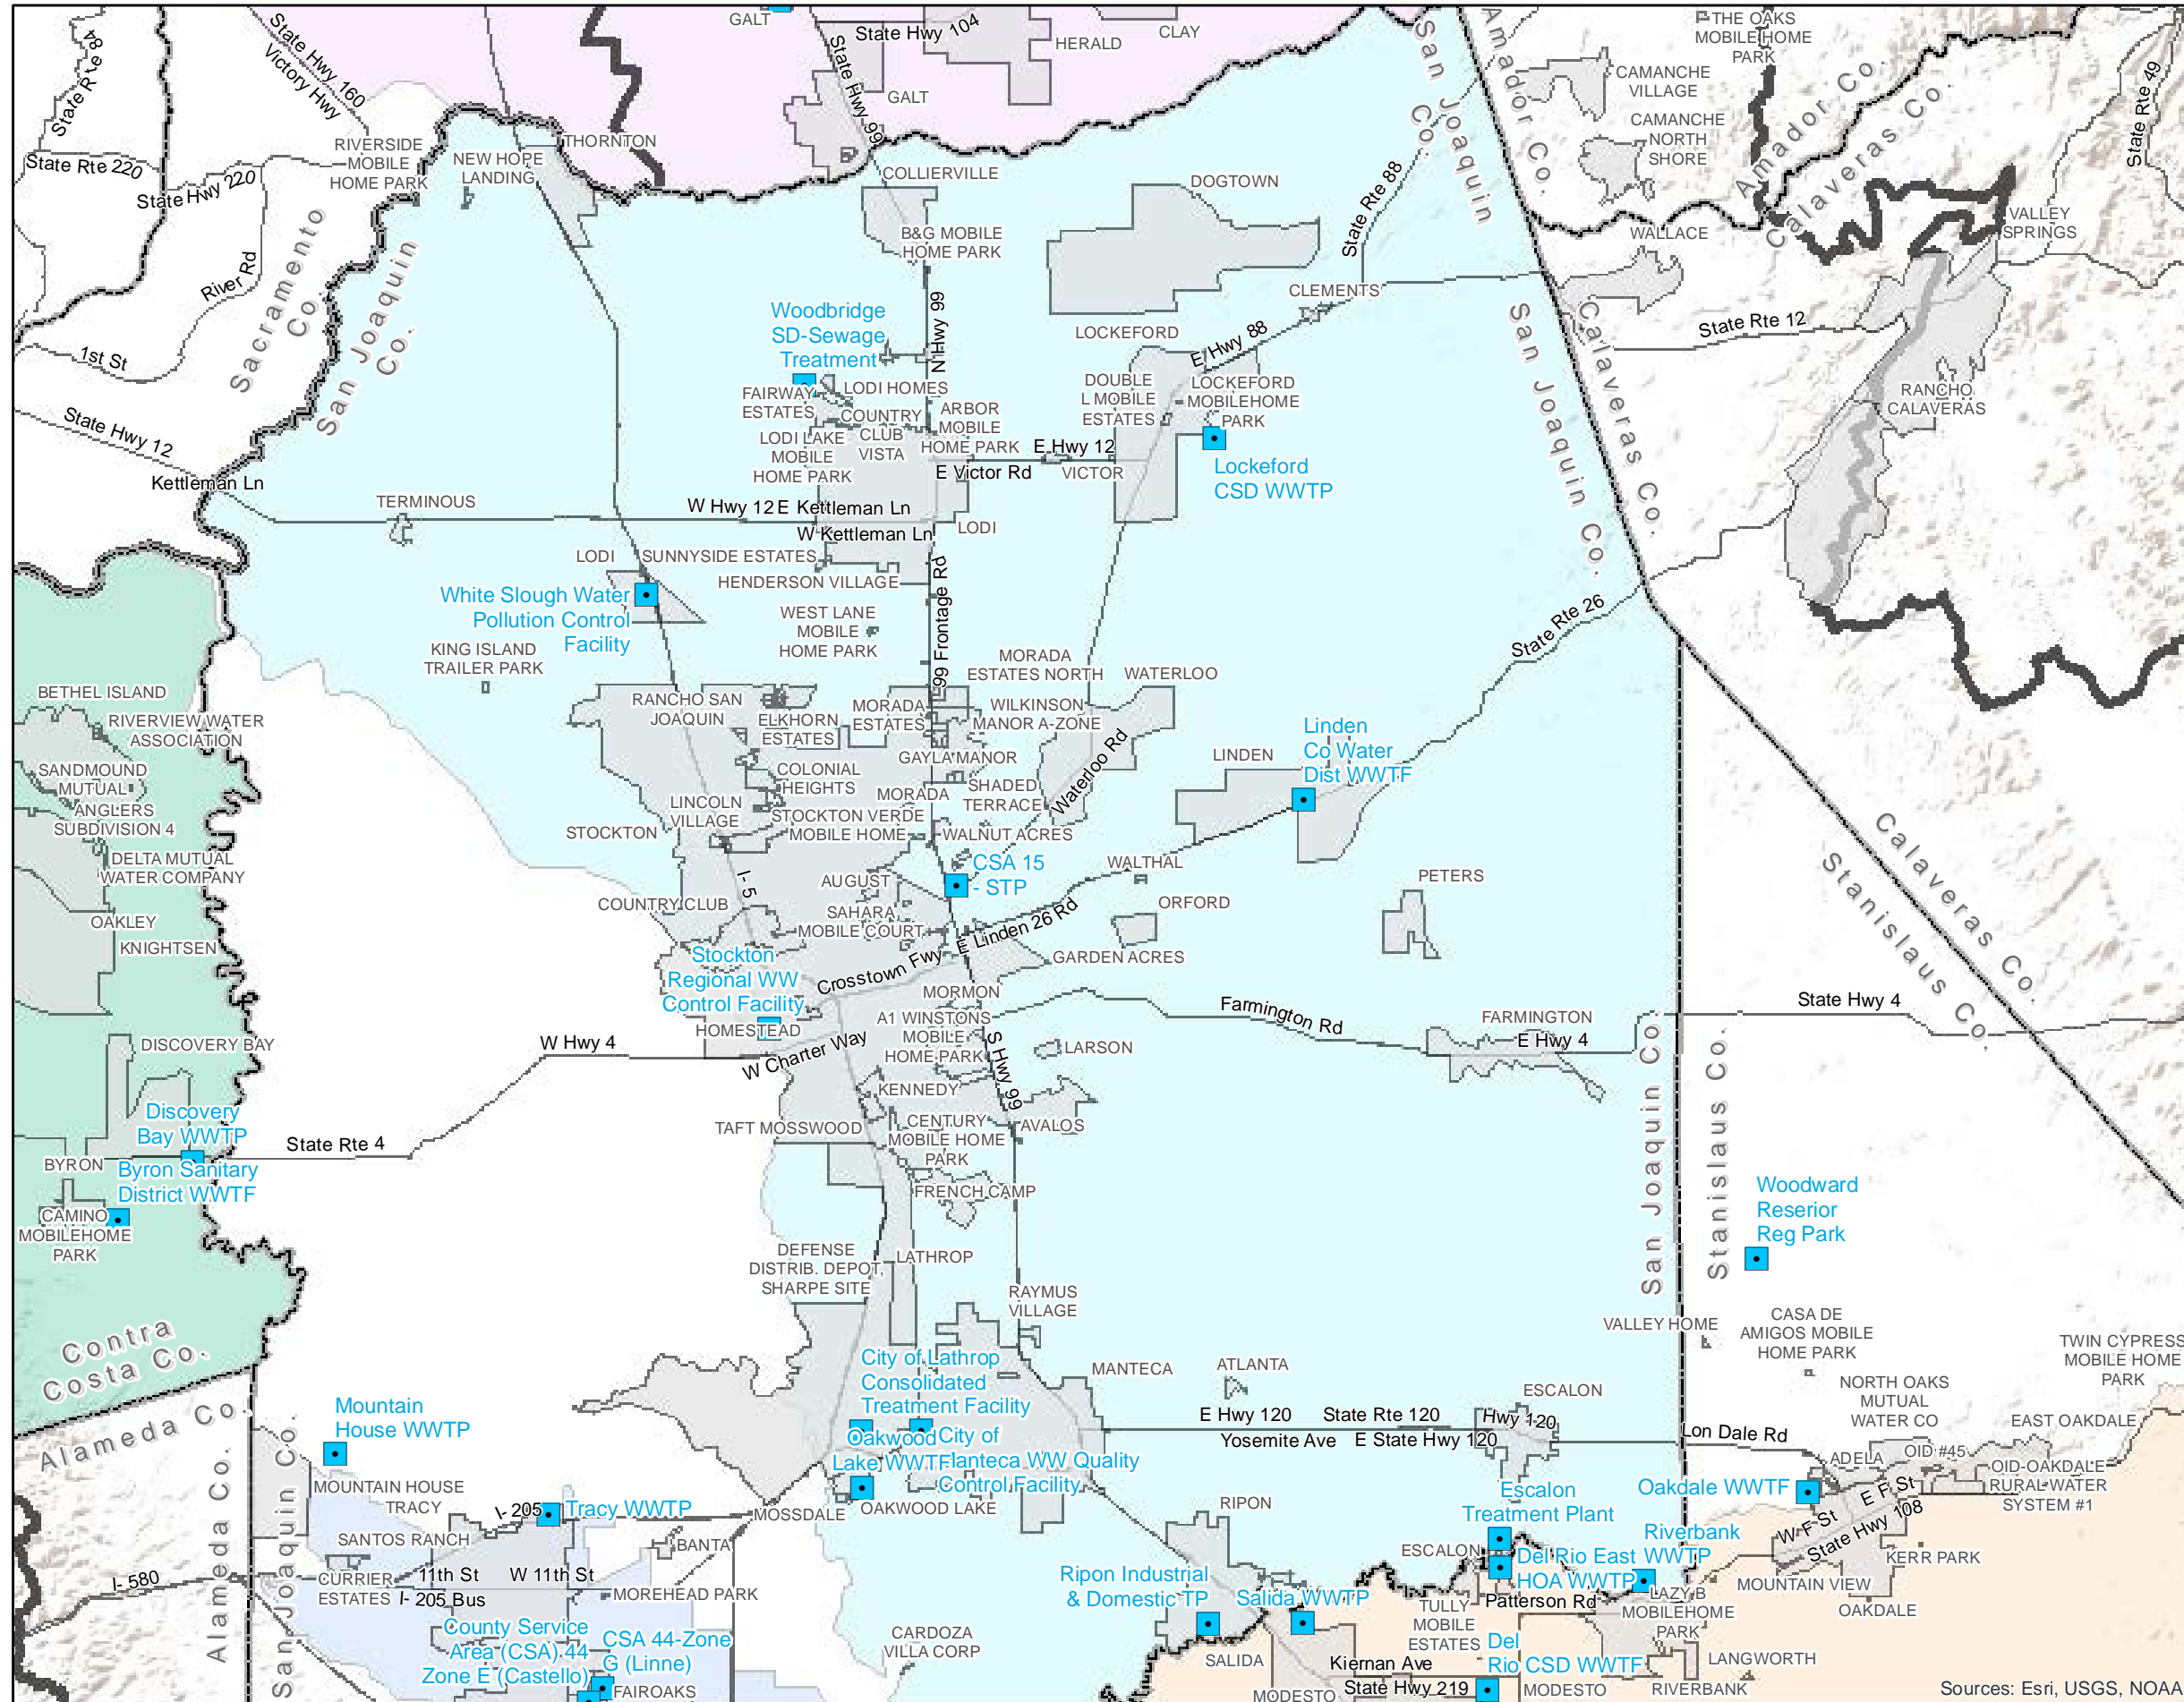 GALT
State Hwy 104
HERALD
CLAY
THE OAKS
MOBILE HOME
PARK
State Rte 84
State Hwy 160
Victory Hwy
State Hwy 99
GALT
San Joaquin
Co.
Amador Co.
CAMANCHE
VILLAGE
CAMANCHE
NORTH
SHORE
Amador Co.
Calaveras Co.
State Rte 49
State Rte 220
State Hwy 220
RIVERSIDE
MOBILE
HOME PARK
NEW HOPE
LANDING
THORNTON
COLLIERVILLE
DOGTOWN
State Rte 88
B&G MOBILE
HOME PARK
WALLACE
VALLEY
SPRINGS
River Rd
Sacramento
Co.
San Joaquin
Co.
1st St
State Hwy 12
Kettleman Ln
Woodbridge
SD-Sewage
Treatment
N Hwy 99
CLEMENTS
LOCKEFORD
E Hwy 88
State Rte 12
RANCHO
CALAVERAS
FAIRWAY
ESTATES
LODI HOMES
COUNTRY
CLUB
VISTA
ARBOR
MOBILE
HOME PARK
LODI LAKE
MOBILE
HOME PARK
DOUBLE
L MOBILE
ESTATES
LOCKEFORD
MOBILEHOME
PARK
E Hwy 12
E Victor Rd
VICTOR
Lockeford
CSD WWTP
San Joaquin Co.
Calaveras Co.
TERMINOUS
W Hwy 12
E Kettleman Ln
W Kettleman Ln
LODI
LODI
SUNNYSIDE ESTATES
HENDERSON VILLAGE
White Slough Water
Pollution Control
Facility
WEST LANE
MOBILE
HOME PARK
99 Frontage Rd
State Rte 26
KING ISLAND
TRAILER PARK
MORADA
ESTATES NORTH
WATERLOO
RANCHO SAN
JOAQUIN
ELKHORN
ESTATES
MORADA
ESTATES
WILKINSON
MANOR A-ZONE
GAYLA MANOR
COLONIAL
HEIGHTS
MORADA
SHADED
TERRACE
Waterloo Rd
LINDEN
Linden
Co Water
Dist WWTF
BETHEL ISLAND
RIVERVIEW WATER
ASSOCIATION
SANDMOUND
MUTUAL
ANGLERS
SUBDIVISION 4
DELTA MUTUAL
WATER COMPANY
OAKLEY
KNIGHTSEN
LINCOLN
VILLAGE
STOCKTON
STOCKTON VERDE
MOBILE HOME
WALNUT ACRES
CSA 15
- STP
WALTHAL
I- 5
AUGUST
COUNTRY CLUB
SAHARA
MOBILE COURT
ORFORD
PETERS
E Linden 26 Rd
GARDEN ACRES
Calaveras Co.
Stanislaus Co.
Stockton
Regional WW
Control Facility
Crosstown Fwy
MORMON
HOMESTEAD
A1 WINSTONS
MOBILE
HOME PARK
Farmington Rd
FARMINGTON
E Hwy 4
State Hwy 4
LARSON
S Hwy 99
W Hwy 4
W Charter Way
DISCOVERY BAY
Discovery
Bay WWTP
BYRON
Byron Sanitary
District WWTF
CAMINO
MOBILEHOME
PARK
State Rte 4
KENNEDY
TAFT MOSSWOOD
CENTURY
MOBILE HOME
PARK
AVALOS
FRENCH CAMP
San Joaquin Co.
Stanislaus Co.
Woodward
Reserior
Reg Park
DEFENSE
DISTRIB. DEPOT,
SHARPE SITE
LATHROP
RAYMUS
VILLAGE
VALLEY HOME
CASA DE
AMIGOS MOBILE
HOME PARK
TWIN CYPRESS
MOBILE HOME
PARK
Contra
Costa Co.
Alameda Co.
Mountain
House WWTP
City of Lathrop
Consolidated
Treatment Facility
MANTECA
ATLANTA
ESCALON
NORTH OAKS
MUTUAL
WATER CO
EAST OAKDALE
E Hwy 120
State Rte 120
Hwy 120
Yosemite Ave
E State Hwy 120
Lon Dale Rd
Oakwood
Lake WWTF
City of
Manteca WW Quality
Control Facility
OAKWOOD LAKE
ADELA
OID #45
OID-OAKDALE
RURAL WATER
SYSTEM #1
Oakdale WWTF
E F St
W F St
State Hwy 108
MOUNTAIN HOUSE
TRACY
I- 205
Tracy WWTP
MOSSDALE
RIPON
Escalon
Treatment Plant
Riverbank
WWTP
SANTOS RANCH
BANTA
ESCALON
Del Rio East
HOA WWTP
KERR PARK
MOUNTAIN VIEW
OAKDALE
Alameda Co.
San Joaquin Co.
I- 580
CURRIER
ESTATES
11th St
W 11th St
I- 205 Bus
MOREHEAD PARK
Ripon Industrial
& Domestic TP
Salida WWTP
Patterson Rd
TULLY
MOBILE
ESTATES
LAZY B
MOBILEHOME
PARK
County Service
Area (CSA) 44
Zone E (Castello)
CSA 44-Zone
G (Linne)
FAIROAKS
CARDOZA
VILLA CORP
SALIDA
Kiernan Ave
State Hwy 219
Del
Rio CSD WWTF
LANGWORTH
MODESTO
MODESTO
RIVERBANK
Sources: Esri, USGS, NOAA